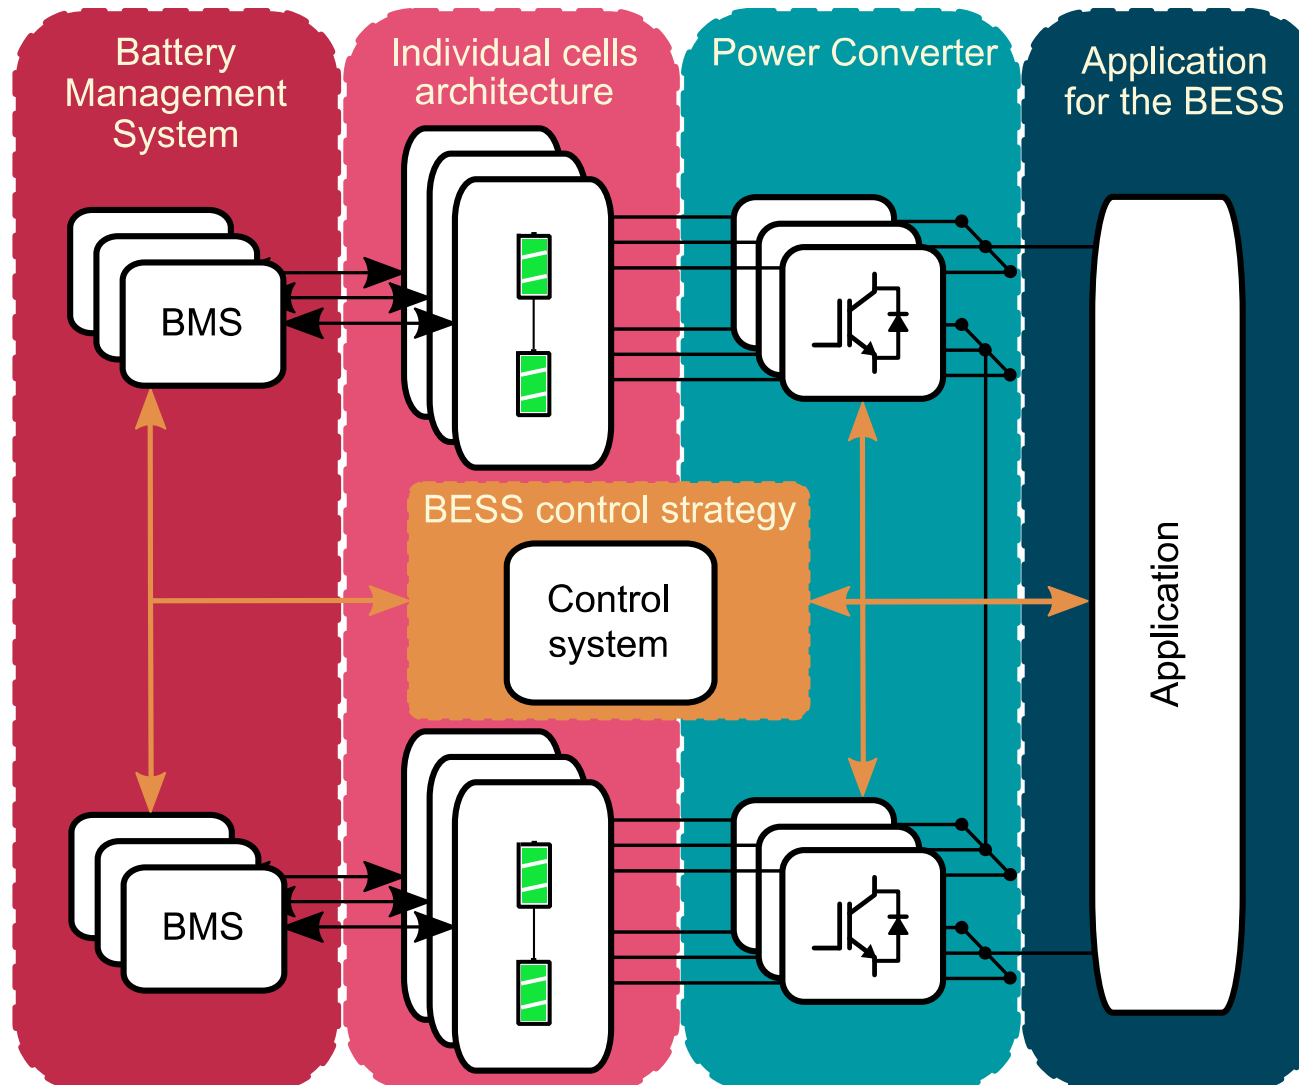 Battery
Management
System
Individual cells
architecture
Power Converter
Application
for the BESS
BMS
BESS control strategy
Control
system
Application
BMS